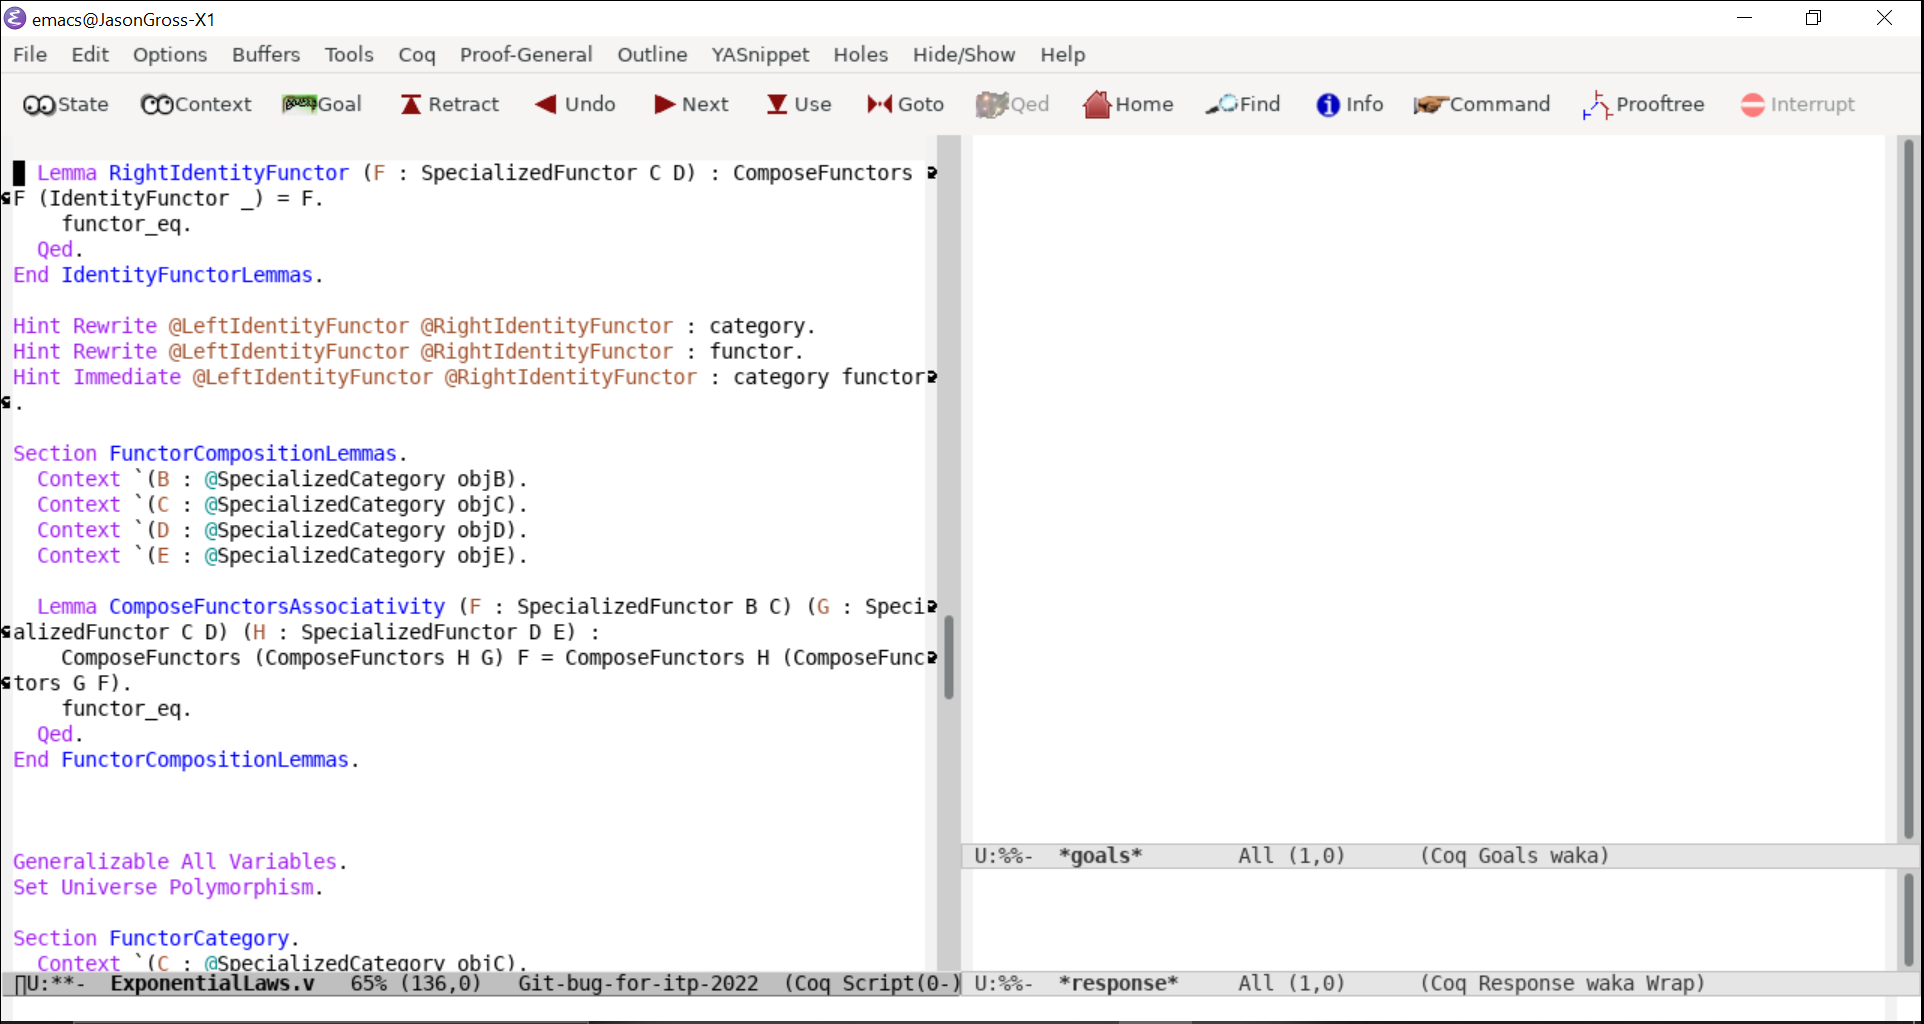 emacs@JasonGross-X1
File Edit Options Buffers Tools Coq Proof-General Outline YASnippet Holes Hide/Show Help
State Context Goal Retract Undo Next Use Goto Qed Home Find Info Command Prooftree Interrupt
Lemma RightIdentityFunctor (F : SpecializedFunctor C D) : ComposeFunctors
F (IdentityFunctor _) = F.
functor_eq.
Qed.
End IdentityFunctorLemmas.
Hint Rewrite @LeftIdentityFunctor @RightIdentityFunctor : category.
Hint Rewrite @LeftIdentityFunctor @RightIdentityFunctor : functor.
Hint Immediate @LeftIdentityFunctor @RightIdentityFunctor : category functor
.
Section FunctorCompositionLemmas.
Context `(B : @SpecializedCategory objB).
Context `(C : @SpecializedCategory objC).
Context `(D : @SpecializedCategory objD).
Context `(E : @SpecializedCategory objE).
Lemma ComposeFunctorsAssociativity (F : SpecializedFunctor B C) (G : Speci
alizedFunctor C D) (H : SpecializedFunctor D E) :
ComposeFunctors (ComposeFunctors H G) F = ComposeFunctors H (ComposeFunc
tors G F).
functor_eq.
Qed.
End FunctorCompositionLemmas.
Generalizable All Variables.
Set Universe Polymorphism.
Section FunctorCategory.
Context `(C : @SpecializedCategory objC).
U:**- ExponentialLaws.v 65% (136,0) Git-bug-for-itp-2022 (Coq Script(0-)
U:%%- *goals* All (1,0) (Coq Goals waka)
U:%%- *response* All (1,0) (Coq Response waka Wrap)